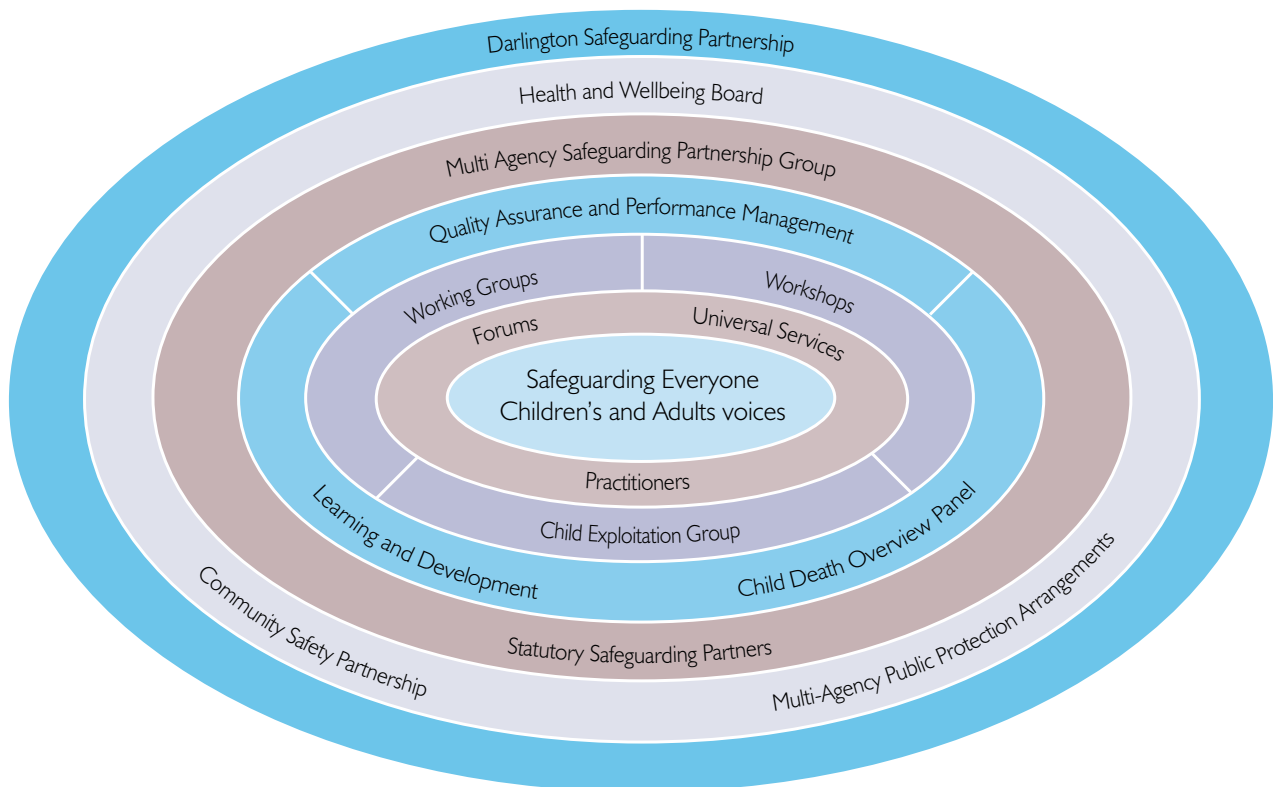 Darlington Safeguarding Partnership
Health and Wellbeing Board
Multi Agency Safeguarding Partnership Group
Quality Assurance and Performance Management
Working Groups
Workshops
Forums
Universal Services
Safeguarding Everyone
Children’s and Adults voices
Practitioners
Child Exploitation Group
Learning and Development
Child Death Overview Panel
Statutory Safeguarding Partners
Community Safety Partnership
Multi-Agency Public Protection Arrangements